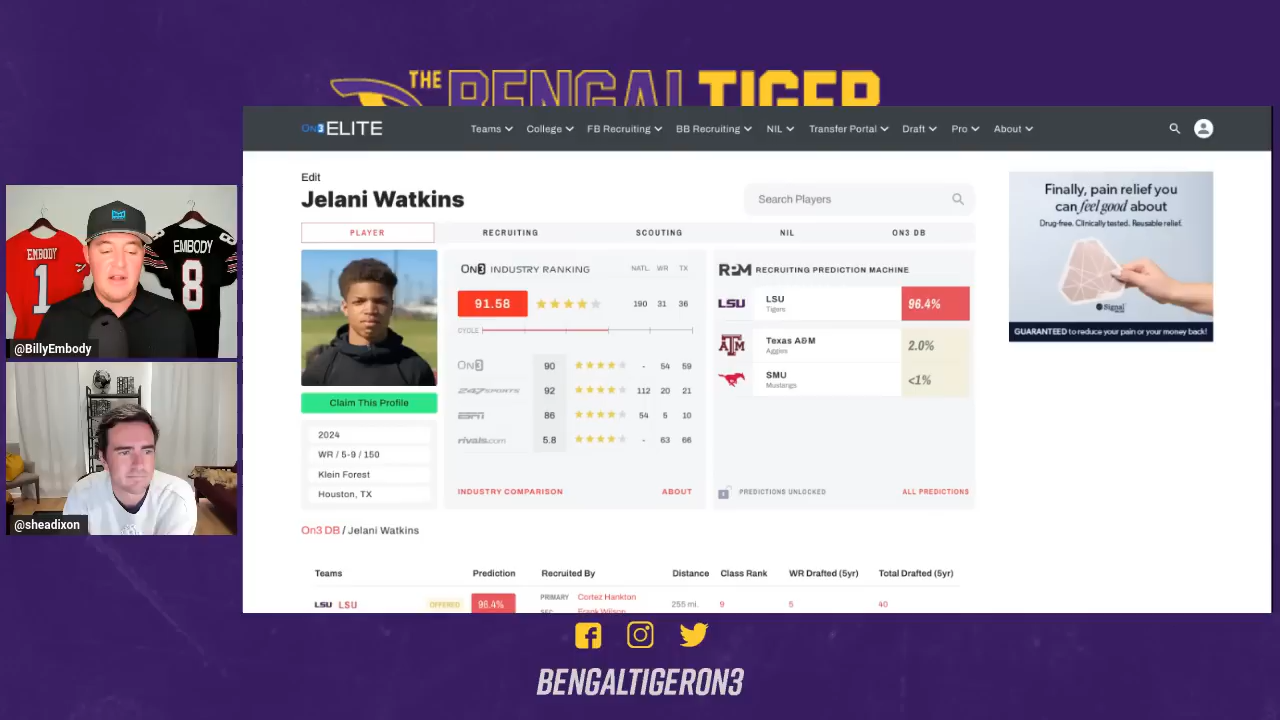 THE BENGAL TIGER
On3 ELITE
Teams College FB Recruiting BB Recruiting NIL Transfer Portal Draft Pro About
Edit
Jelani Watkins
Search Players
PLAYER RECRUITING SCOUTING NIL ON3 DB
On3 INDUSTRY RANKING NATL WR TX
91.58 190 31 36
CYCLE
On3 90 - 54 59
247SPORTS 92 112 20 21
ESPN 86 54 5 10
rivals.com 5.8 - 63 66
INDUSTRY COMPARISON ABOUT
RPM RECRUITING PREDICTION MACHINE
LSU LSU 96.4%
Tigers
ATM Texas A&M 2.0%
Aggies
SMU <1%
Mustangs
PREDICTIONS UNLOCKED ALL PREDICTIONS
Claim This Profile
2024
WR / 5-9 / 150
Klein Forest
Houston, TX
On3 DB / Jelani Watkins
Teams Prediction Recruited By Distance Class Rank WR Drafted (5yr) Total Drafted (5yr)
LSU LSU OFFERED 96.4% PRIMARY Cortez Hankton 255 mi. 9 5 40
SEC Frank Wilson
Finally, pain relief you
can feel good about
Drug-free. Clinically tested. Reusable relief.
Signal
GUARANTEED to reduce your pain or your money back!
EMBODY
1
EMBODY
8
@BillyEmbody
@sheadixon
BENGALTIGERON3